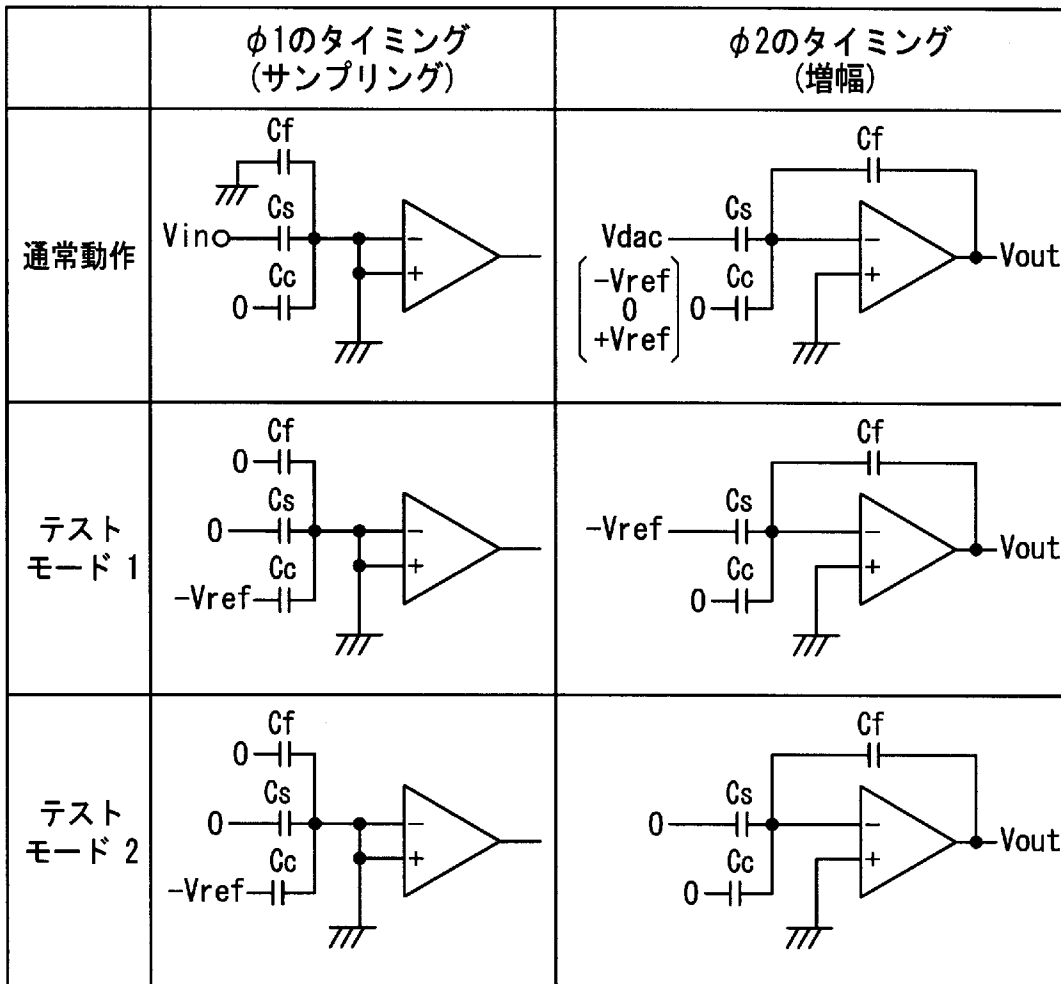 φ1のタイミング
(サンプリング)
φ2のタイミング
(増幅)
通常動作
Cf
Cs
Vin
Cc
0
-
+
Cf
Cs
Vdac
-Vref
0
+Vref
Cc
0
-
+
Vout
テスト
モード 1
Cf
0
Cs
0
Cc
-Vref
-
+
Cf
Cs
-Vref
Cc
0
-
+
Vout
テスト
モード 2
Cf
0
Cs
0
Cc
-Vref
-
+
Cf
Cs
0
Cc
0
-
+
Vout